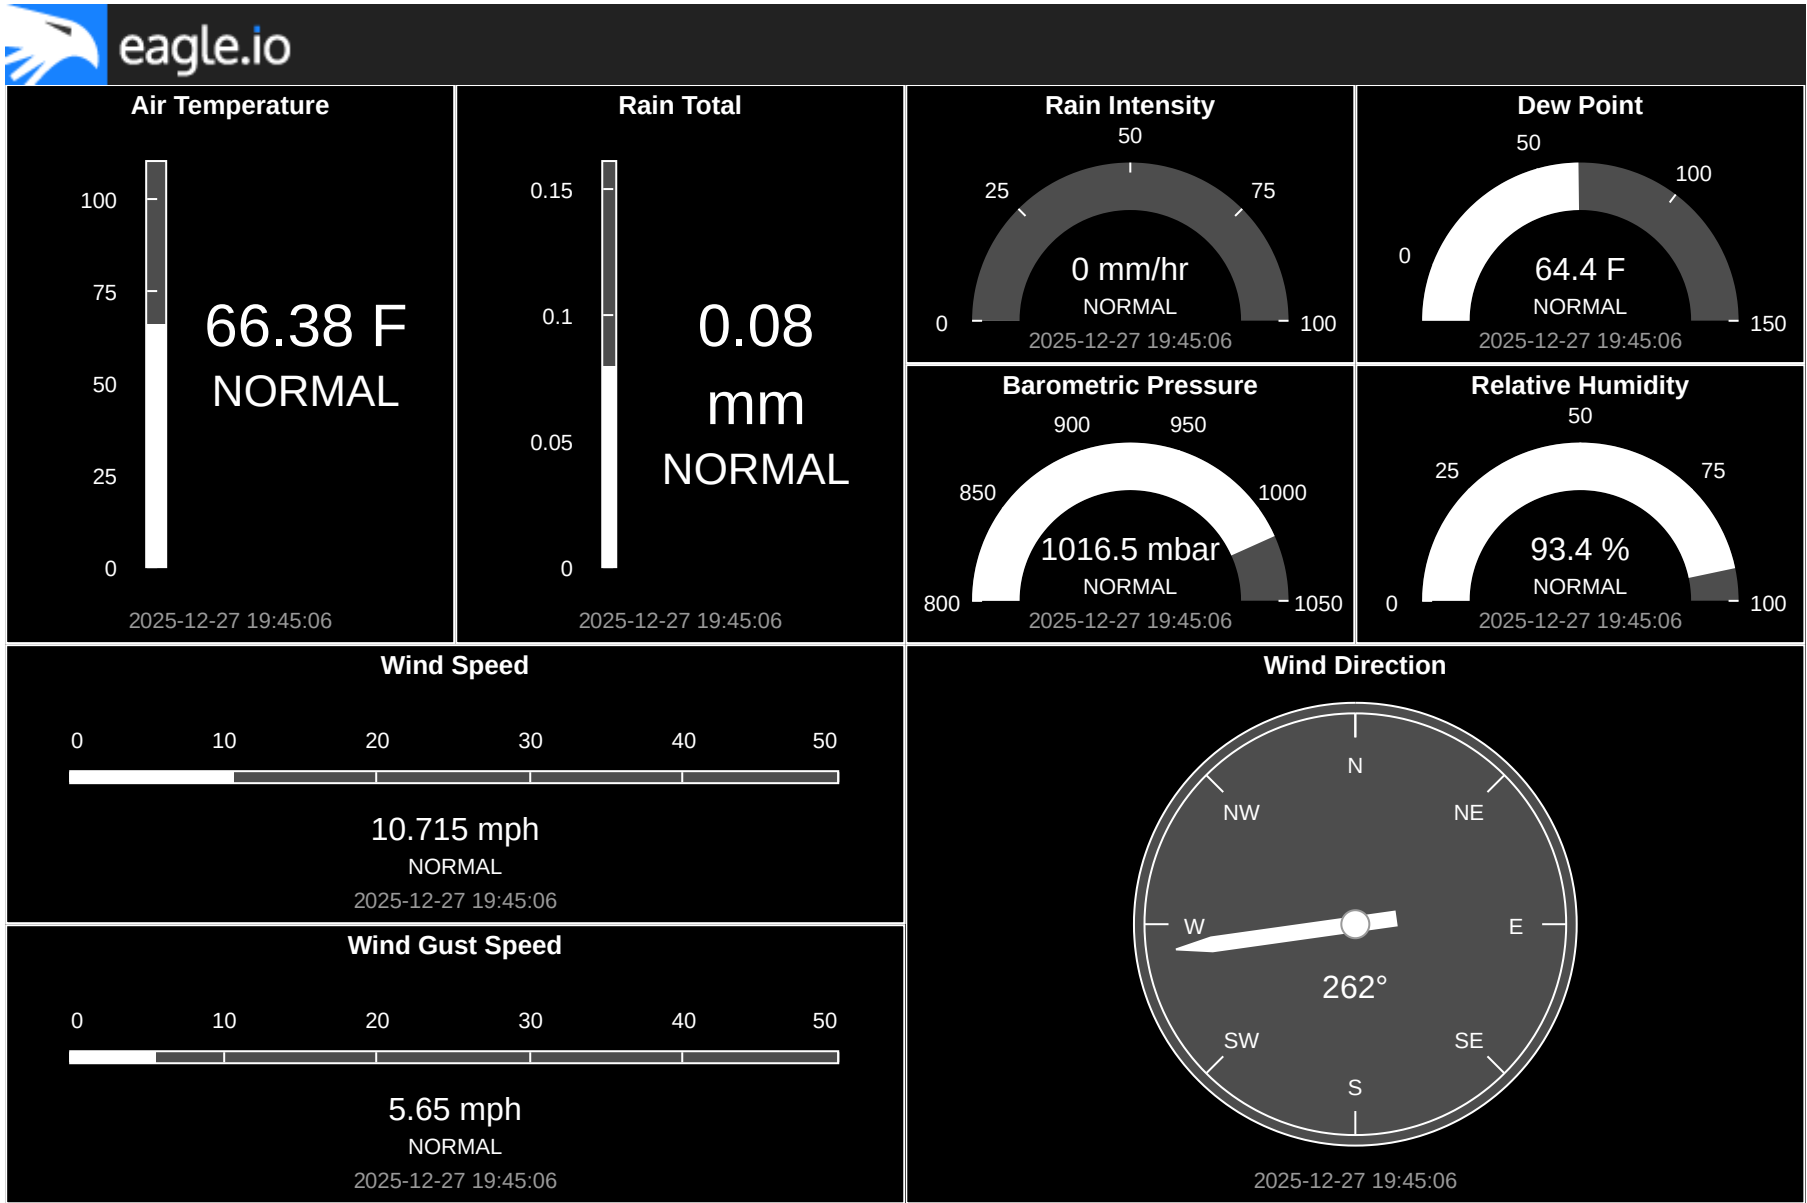 eagle.io
Air Temperature
100
75
50
25
0
66.38 F
NORMAL
2025-12-27 19:45:06
Rain Total
0.15
0.1
0.05
0
0.08
mm
NORMAL
2025-12-27 19:45:06
Rain Intensity
50
25
75
0
100
0 mm/hr
NORMAL
2025-12-27 19:45:06
Dew Point
50
100
0
150
64.4 F
NORMAL
2025-12-27 19:45:06
Barometric Pressure
900
950
850
1000
800
1050
1016.5 mbar
NORMAL
2025-12-27 19:45:06
Relative Humidity
50
25
75
0
100
93.4 %
NORMAL
2025-12-27 19:45:06
Wind Speed
0 10 20 30 40 50
10.715 mph
NORMAL
2025-12-27 19:45:06
Wind Gust Speed
0 10 20 30 40 50
5.65 mph
NORMAL
2025-12-27 19:45:06
Wind Direction
N
NW
NE
W
E
262°
SW
SE
S
2025-12-27 19:45:06